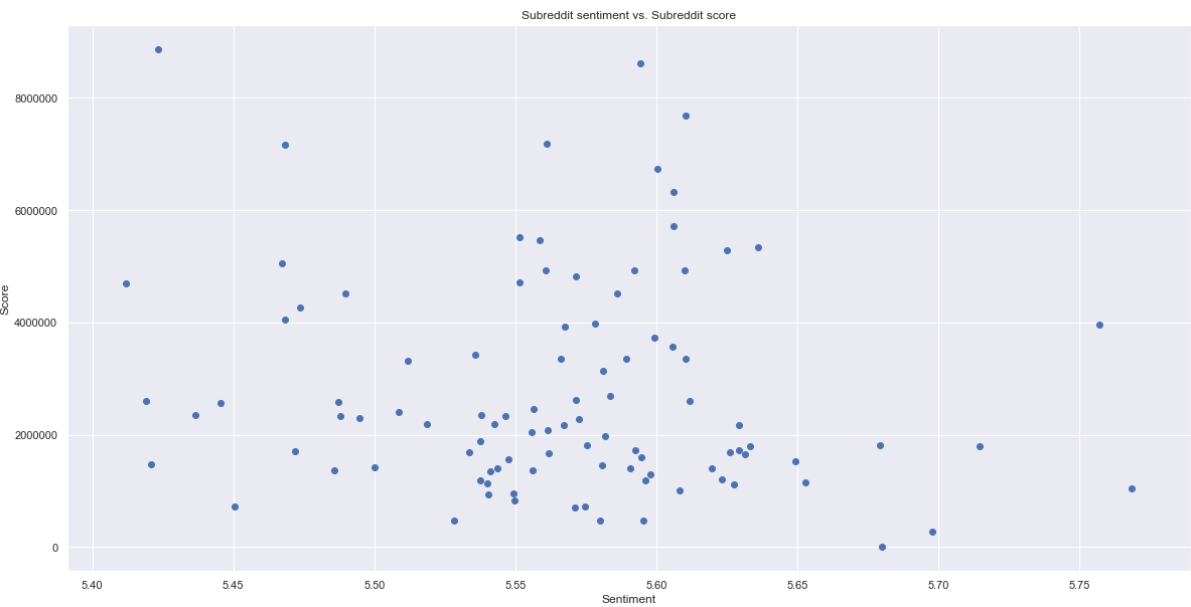 Subreddit sentiment vs. Subreddit score
8000000
6000000
4000000
2000000
0
Score
5.40 5.45 5.50 5.55 5.60 5.65 5.70 5.75
Sentiment